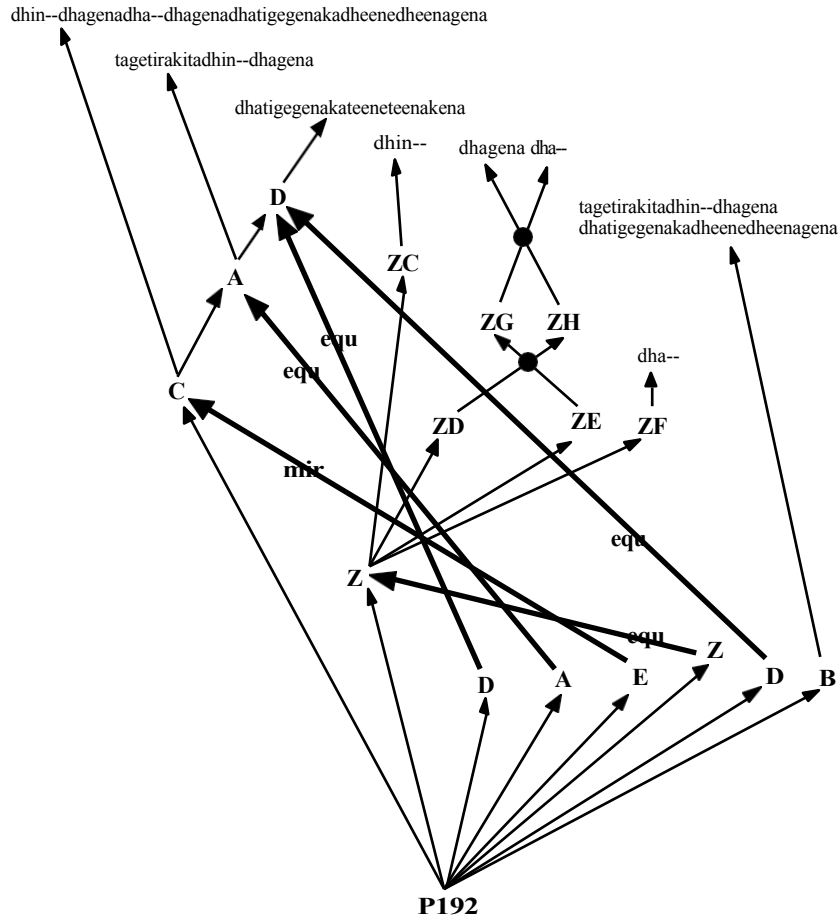 dhin--dhagenadha--dhagenadhatigegenakadheenedheenagena
tagetirakitadhin--dhagena
dhatigegenakateeneteenakena
dhin--
dhagena dha--
D
tagetirakitadhin--dhagena
dhatigegenakadheenedheenagena
ZC
A
ZG ZH
equ
equ
dha--
C
ZD ZE ZF
mir
equ
Z
equ
Z
D A E D B
P192